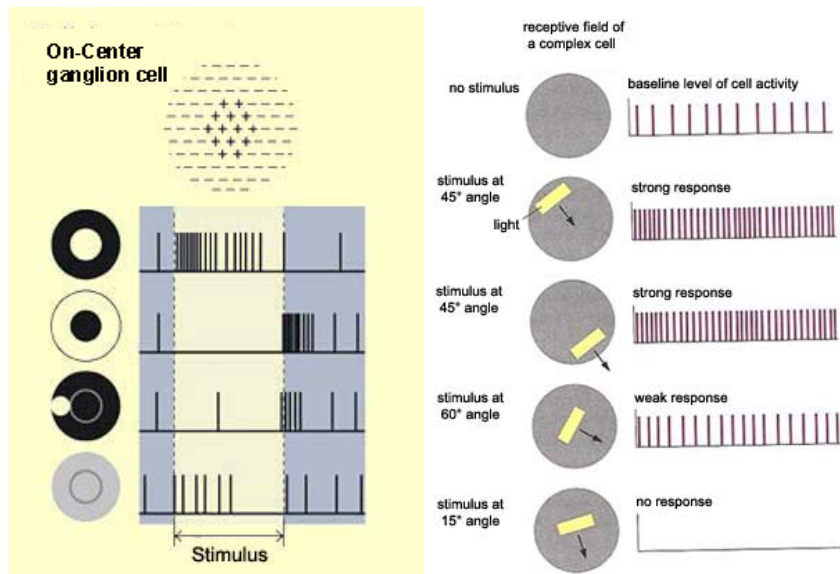 On-Center
ganglion cell
Stimulus
receptive field of
a complex cell
no stimulus
baseline level of cell activity
stimulus at
45° angle
light
strong response
stimulus at
45° angle
strong response
stimulus at
60° angle
weak response
stimulus at
15° angle
no response